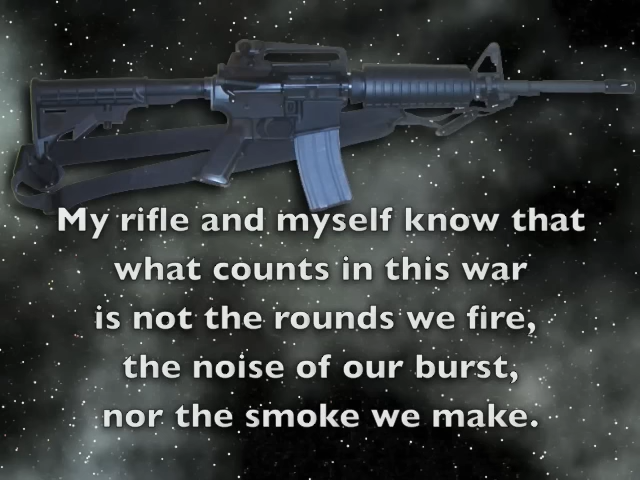 My rifle and myself know that
what counts in this war
is not the rounds we fire,
the noise of our burst,
nor the smoke we make.